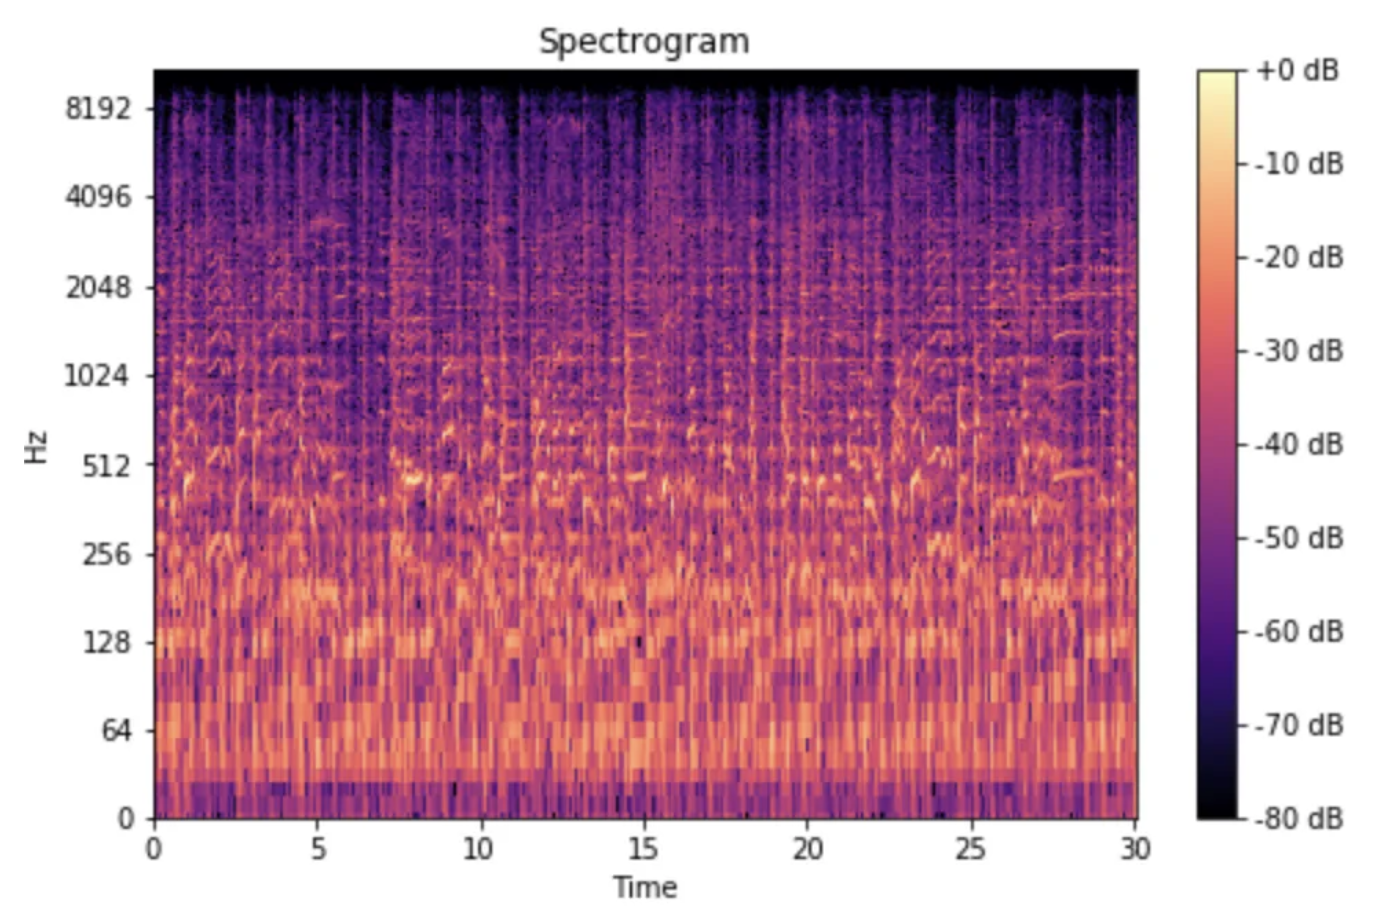 Spectrogram
Hz
8192
4096
2048
1024
512
256
128
64
0
0 5 10 15 20 25 30
Time
+0 dB
-10 dB
-20 dB
-30 dB
-40 dB
-50 dB
-60 dB
-70 dB
-80 dB